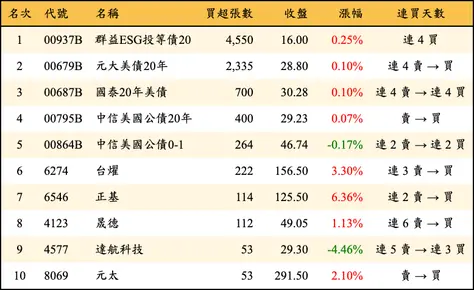 名次 代號 名稱 買超張數 收盤 漲幅 連買天數
1 00937B 群益ESG投等債20 4,550 16.00 0.25% 連 4 買
2 00679B 元大美債20年 2,335 28.80 0.10% 連 4 賣 → 買
3 00687B 國泰20年美債 700 30.28 0.10% 連 4 賣 → 連 4 買
4 00795B 中信美國公債20年 400 29.23 0.07% 賣 → 買
5 00864B 中信美國公債0-1 264 46.74 -0.17% 連 2 賣 → 連 2 買
6 6274 台燿 222 156.50 3.30% 連 3 賣 → 買
7 6546 正基 114 125.50 6.36% 連 2 賣 → 買
8 4123 晟德 112 49.05 1.13% 連 6 賣 → 買
9 4577 達航科技 53 29.30 -4.46% 連 5 賣 → 連 3 買
10 8069 元太 53 291.50 2.10% 賣 → 買